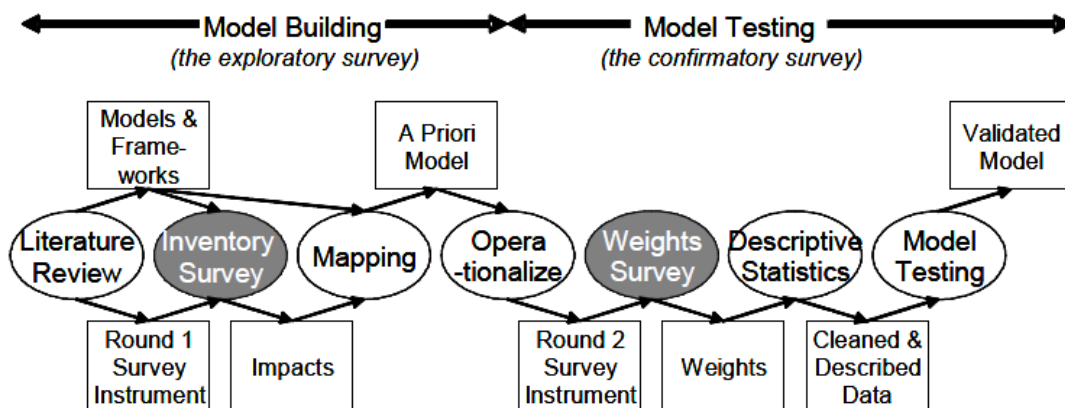 Model Building
(the exploratory survey)
Model Testing
(the confirmatory survey)
Models &
Frame-
works
A Priori
Model
Validated
Model
Literature
Review
Inventory
Survey
Mapping
Opera
-tionalize
Weights
Survey
Descriptive
Statistics
Model
Testing
Round 1
Survey
Instrument
Impacts
Round 2
Survey
Instrument
Weights
Cleaned &
Described
Data